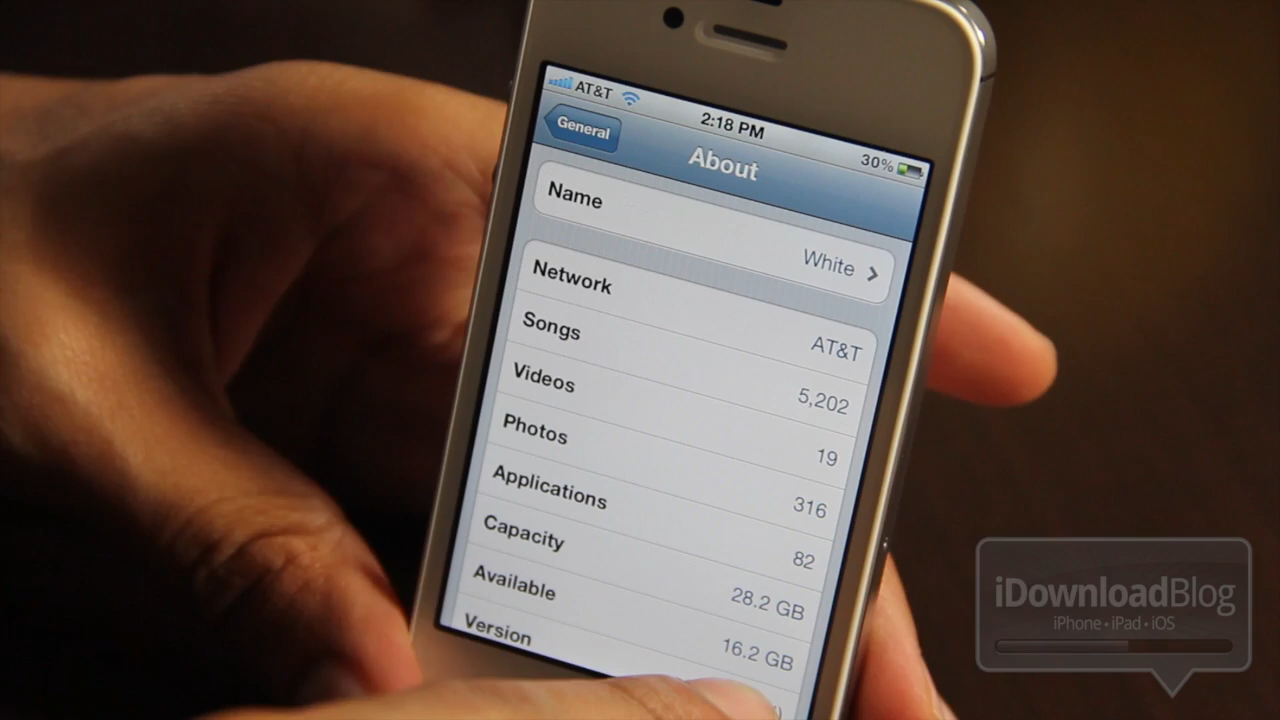 AT&T 2:18 PM 30%
General About
Name White
Network AT&T
Songs 5,202
Videos 19
Photos 316
Applications 82
Capacity 28.2 GB
Available 16.2 GB
Version
iDownloadBlog
iPhone • iPad • iOS